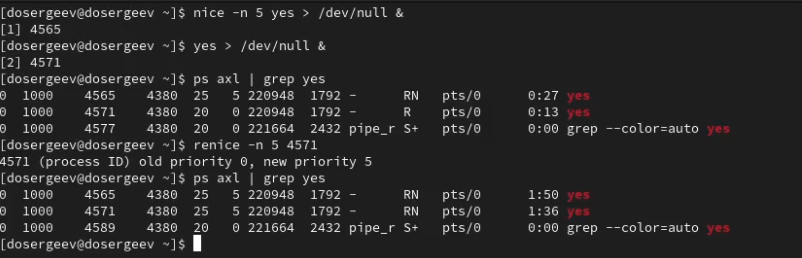 [dosergeev@dosergeev ~]$ nice -n 5 yes > /dev/null &
[1] 4565
[dosergeev@dosergeev ~]$ yes > /dev/null &
[2] 4571
[dosergeev@dosergeev ~]$ ps axl | grep yes
0  1000    4565    4380  25   5 220948  1792 -      RN   pts/0      0:27 yes
0  1000    4571    4380  20   0 220948  1792 -      R    pts/0      0:13 yes
0  1000    4577    4380  20   0 221664  2432 pipe_r S+   pts/0      0:00 grep --color=auto yes
[dosergeev@dosergeev ~]$ renice -n 5 4571
4571 (process ID) old priority 0, new priority 5
[dosergeev@dosergeev ~]$ ps axl | grep yes
0  1000    4565    4380  25   5 220948  1792 -      RN   pts/0      1:50 yes
0  1000    4571    4380  25   5 220948  1792 -      RN   pts/0      1:36 yes
0  1000    4589    4380  20   0 221664  2432 pipe_r S+   pts/0      0:00 grep --color=auto yes
[dosergeev@dosergeev ~]$